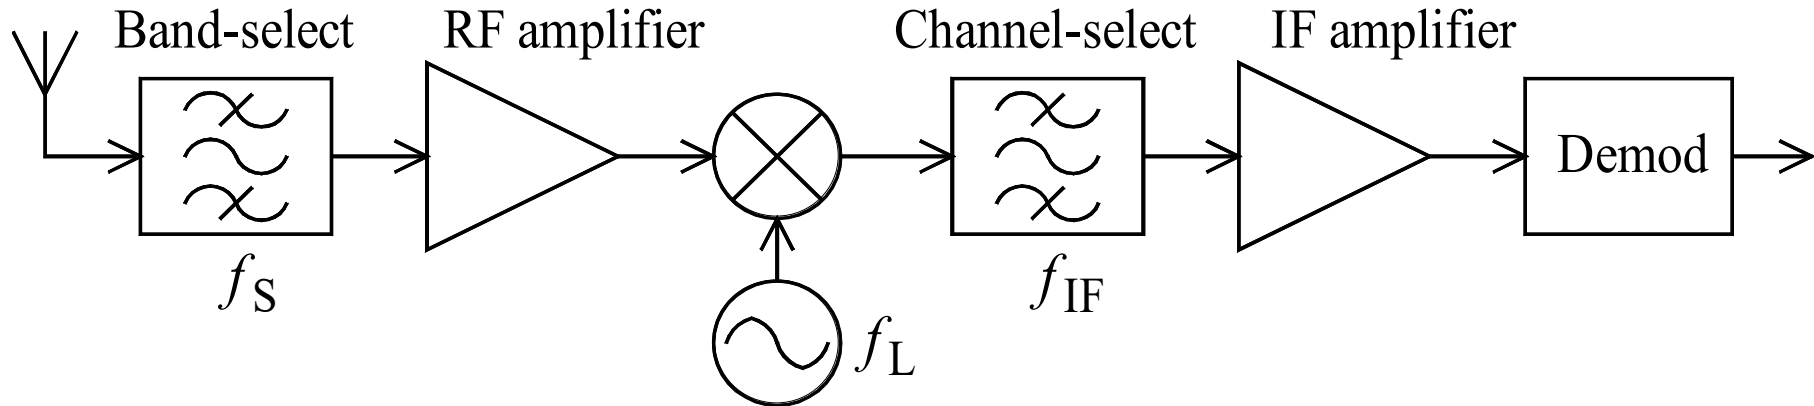 Band-select
RF amplifier
Channel-select
IF amplifier
Demod
fS
fIF
fL